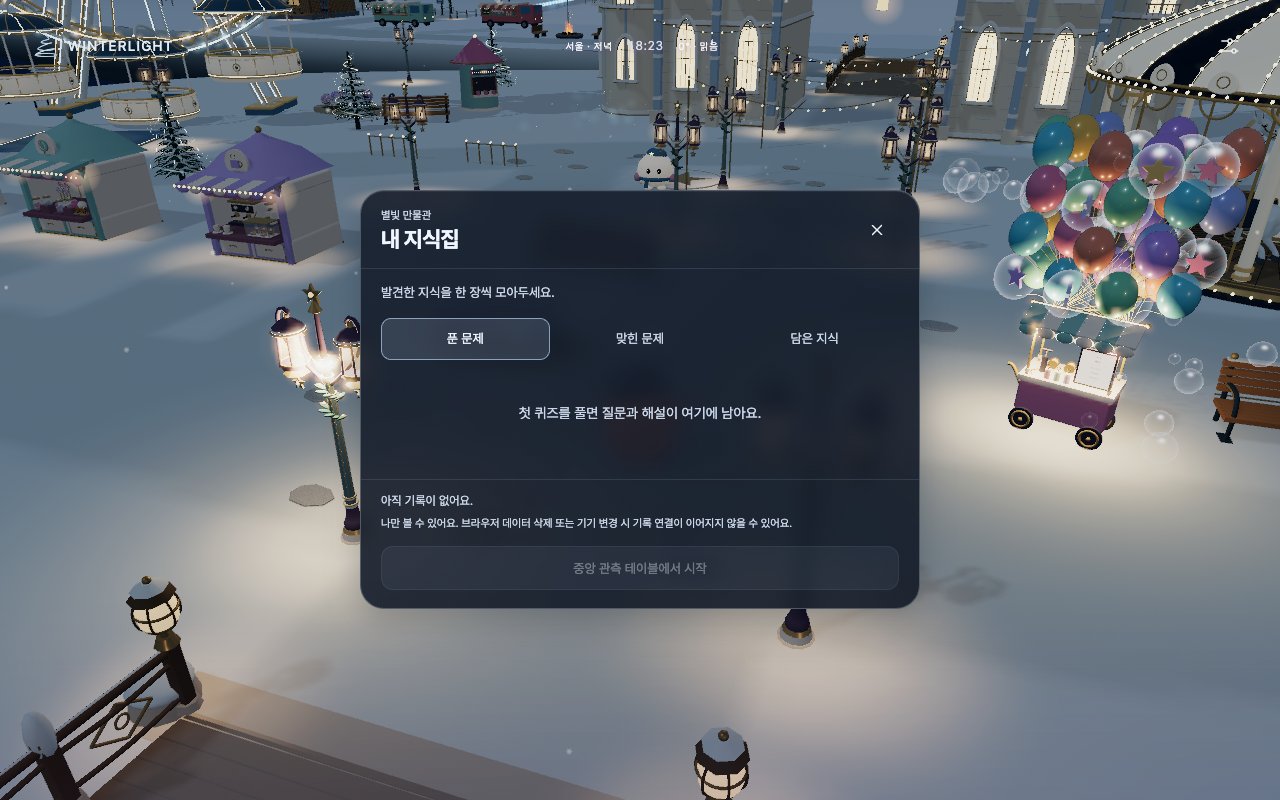 WINTERLIGHT
서울 · 저녁 18:23 맑음
별빛 만물관
내 지식집
발견한 지식을 한 장씩 모아두세요.
푼 문제
맞힌 문제
담은 지식
첫 퀴즈를 풀면 질문과 해설이 여기에 남아요.
아직 기록이 없어요.
나만 볼 수 있어요. 브라우저 데이터 삭제 또는 기기 변경 시 기록 연결이 이어지지 않을 수 있어요.
중앙 관측 테이블에서 시작